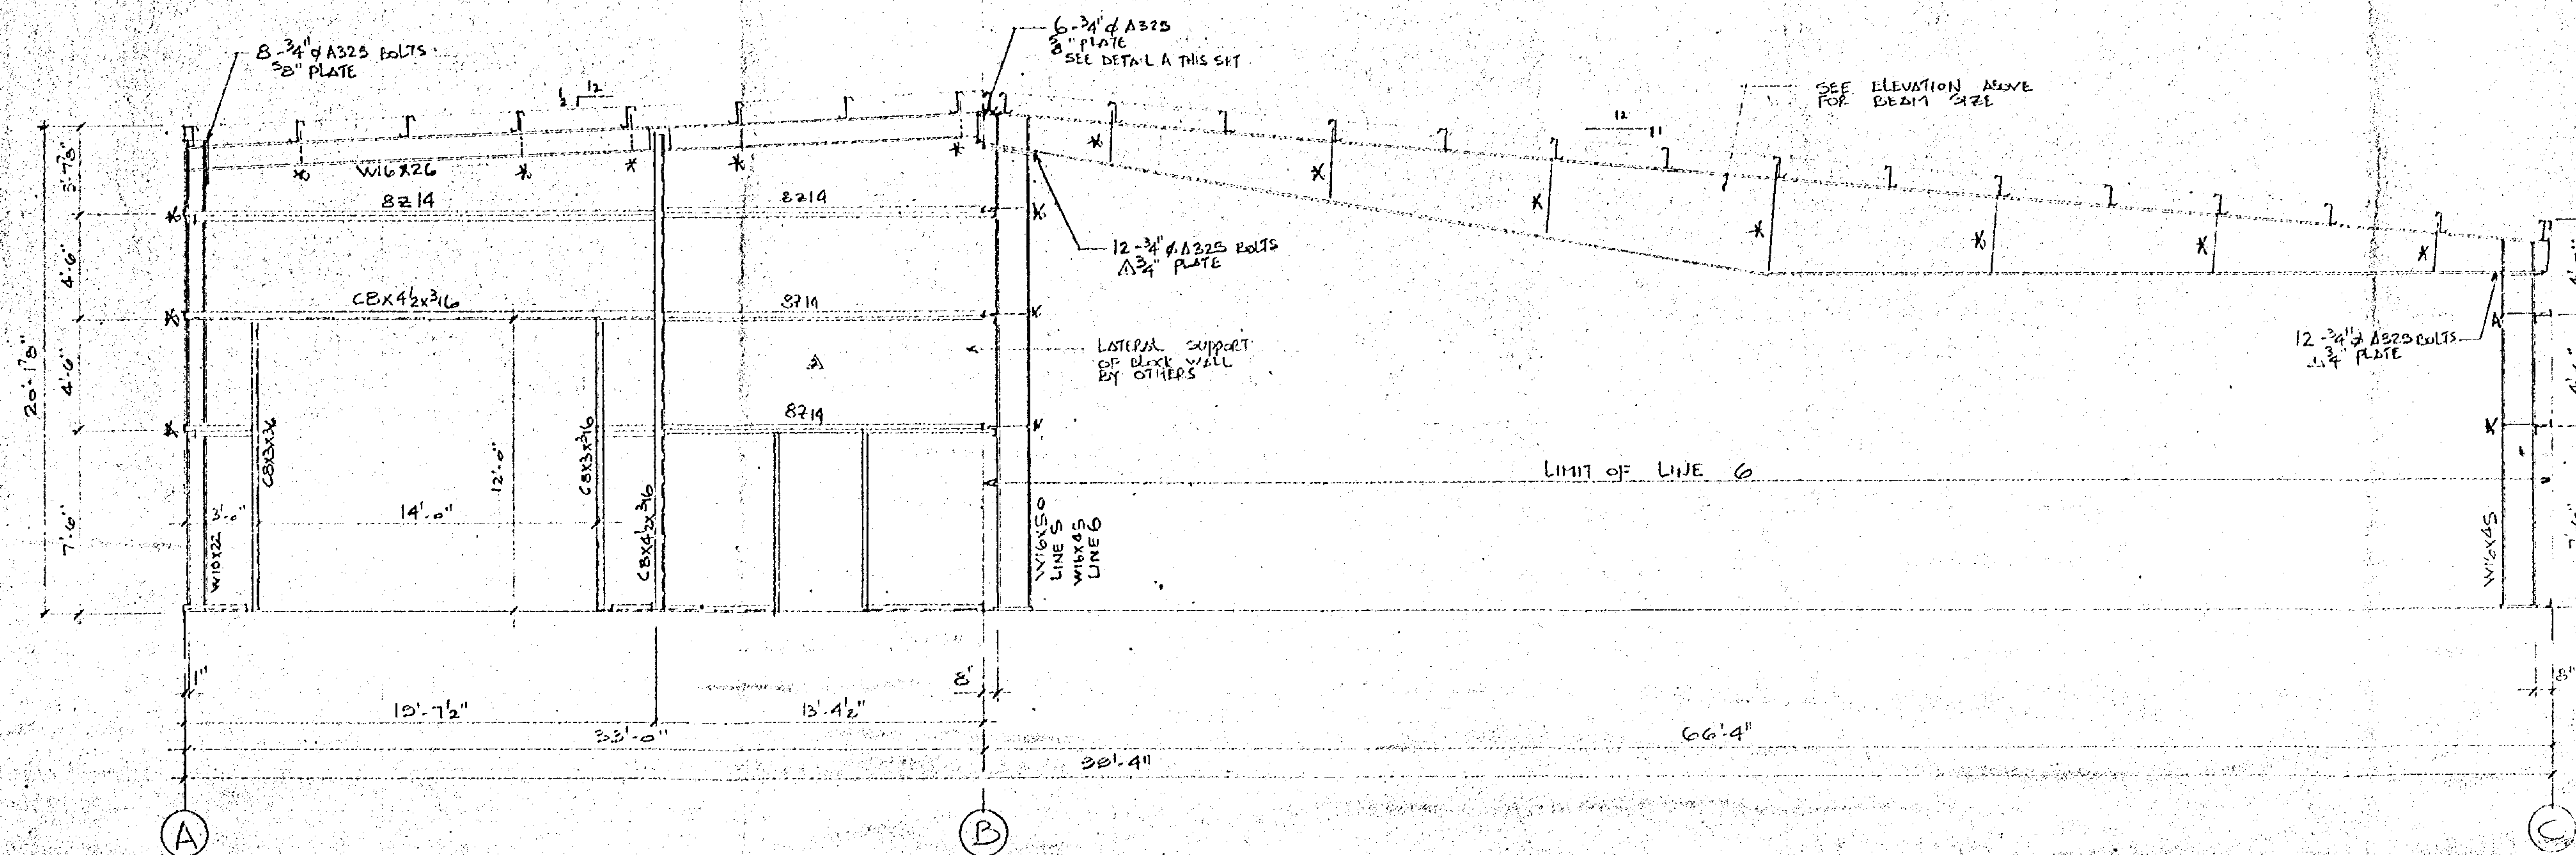 8-3/4"⌀ A325 BOLTS
5/8" PLATE
6-3/4"⌀ A325
5/8" PLATE
SEE DETAIL A THIS SHT
1/2
12
SEE ELEVATION ABOVE
FOR BEAM SIZE
12
1
W16X26
8Z14
8Z14
12-3/4"⌀ A325 BOLTS
3/4" PLATE
C8X4 1/2X3/16
8Z14
LATERAL SUPPORT
OF BLOCK WALL
BY OTHERS
12-3/4"⌀ A325 BOLTS
3/4" PLATE
8Z14
20'-1 7/8"
3'-7 7/8"
4'-6"
4'-6"
7'-6"
W10X22
3'-0"
C8X3X3/16
14'-0"
12'-0"
C8X3X3/16
C8X4 1/2X3/16
LIMIT OF LINE 6
W16X50
LINE 5
W16X45
LINE 6
W16X45
1"
8"
8"
19'-7 1/2"
13'-4 1/2"
33'-0"
66'-4"
99'-4"
A
B
C